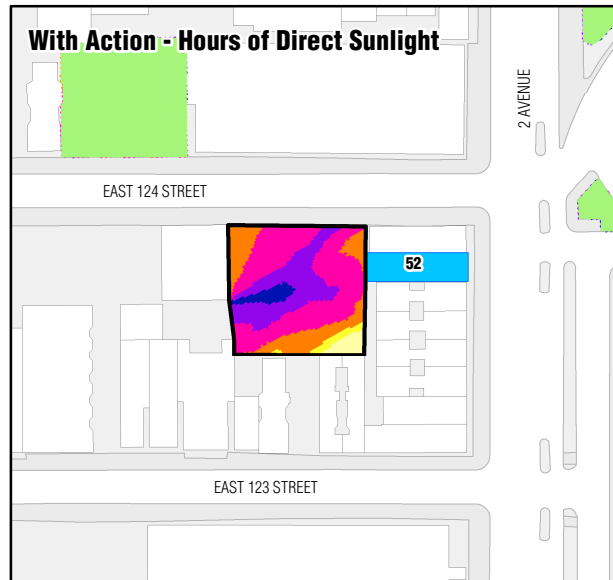 With Action - Hours of Direct Sunlight
2 AVENUE
EAST 124 STREET
52
EAST 123 STREET